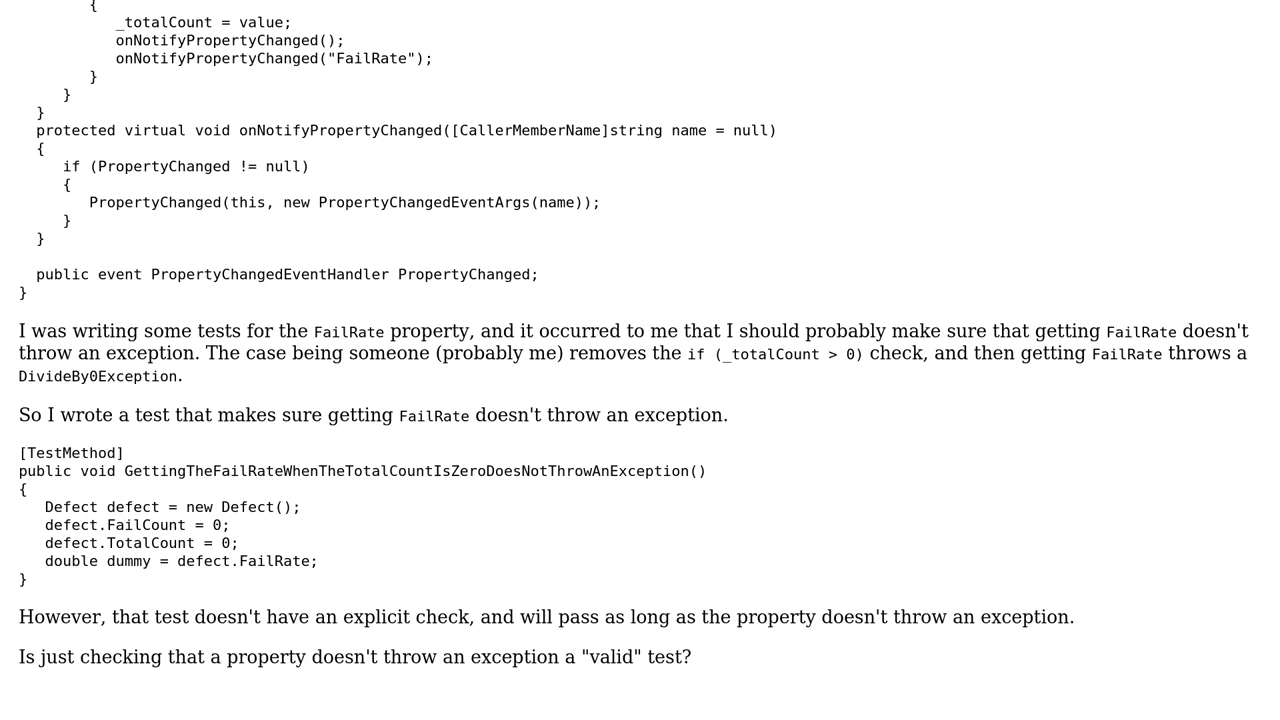 {
_totalCount = value;
onNotifyPropertyChanged();
onNotifyPropertyChanged("FailRate");
}
}
}
protected virtual void onNotifyPropertyChanged([CallerMemberName]string name = null)
{
if (PropertyChanged != null)
{
PropertyChanged(this, new PropertyChangedEventArgs(name));
}
}
public event PropertyChangedEventHandler PropertyChanged;
}
I was writing some tests for the FailRate property, and it occurred to me that I should probably make sure that getting FailRate doesn't
throw an exception. The case being someone (probably me) removes the if (_totalCount > 0) check, and then getting FailRate throws a
DivideBy0Exception.
So I wrote a test that makes sure getting FailRate doesn't throw an exception.
[TestMethod]
public void GettingTheFailRateWhenTheTotalCountIsZeroDoesNotThrowAnException()
{
Defect defect = new Defect();
defect.FailCount = 0;
defect.TotalCount = 0;
double dummy = defect.FailRate;
}
However, that test doesn't have an explicit check, and will pass as long as the property doesn't throw an exception.
Is just checking that a property doesn't throw an exception a "valid" test?